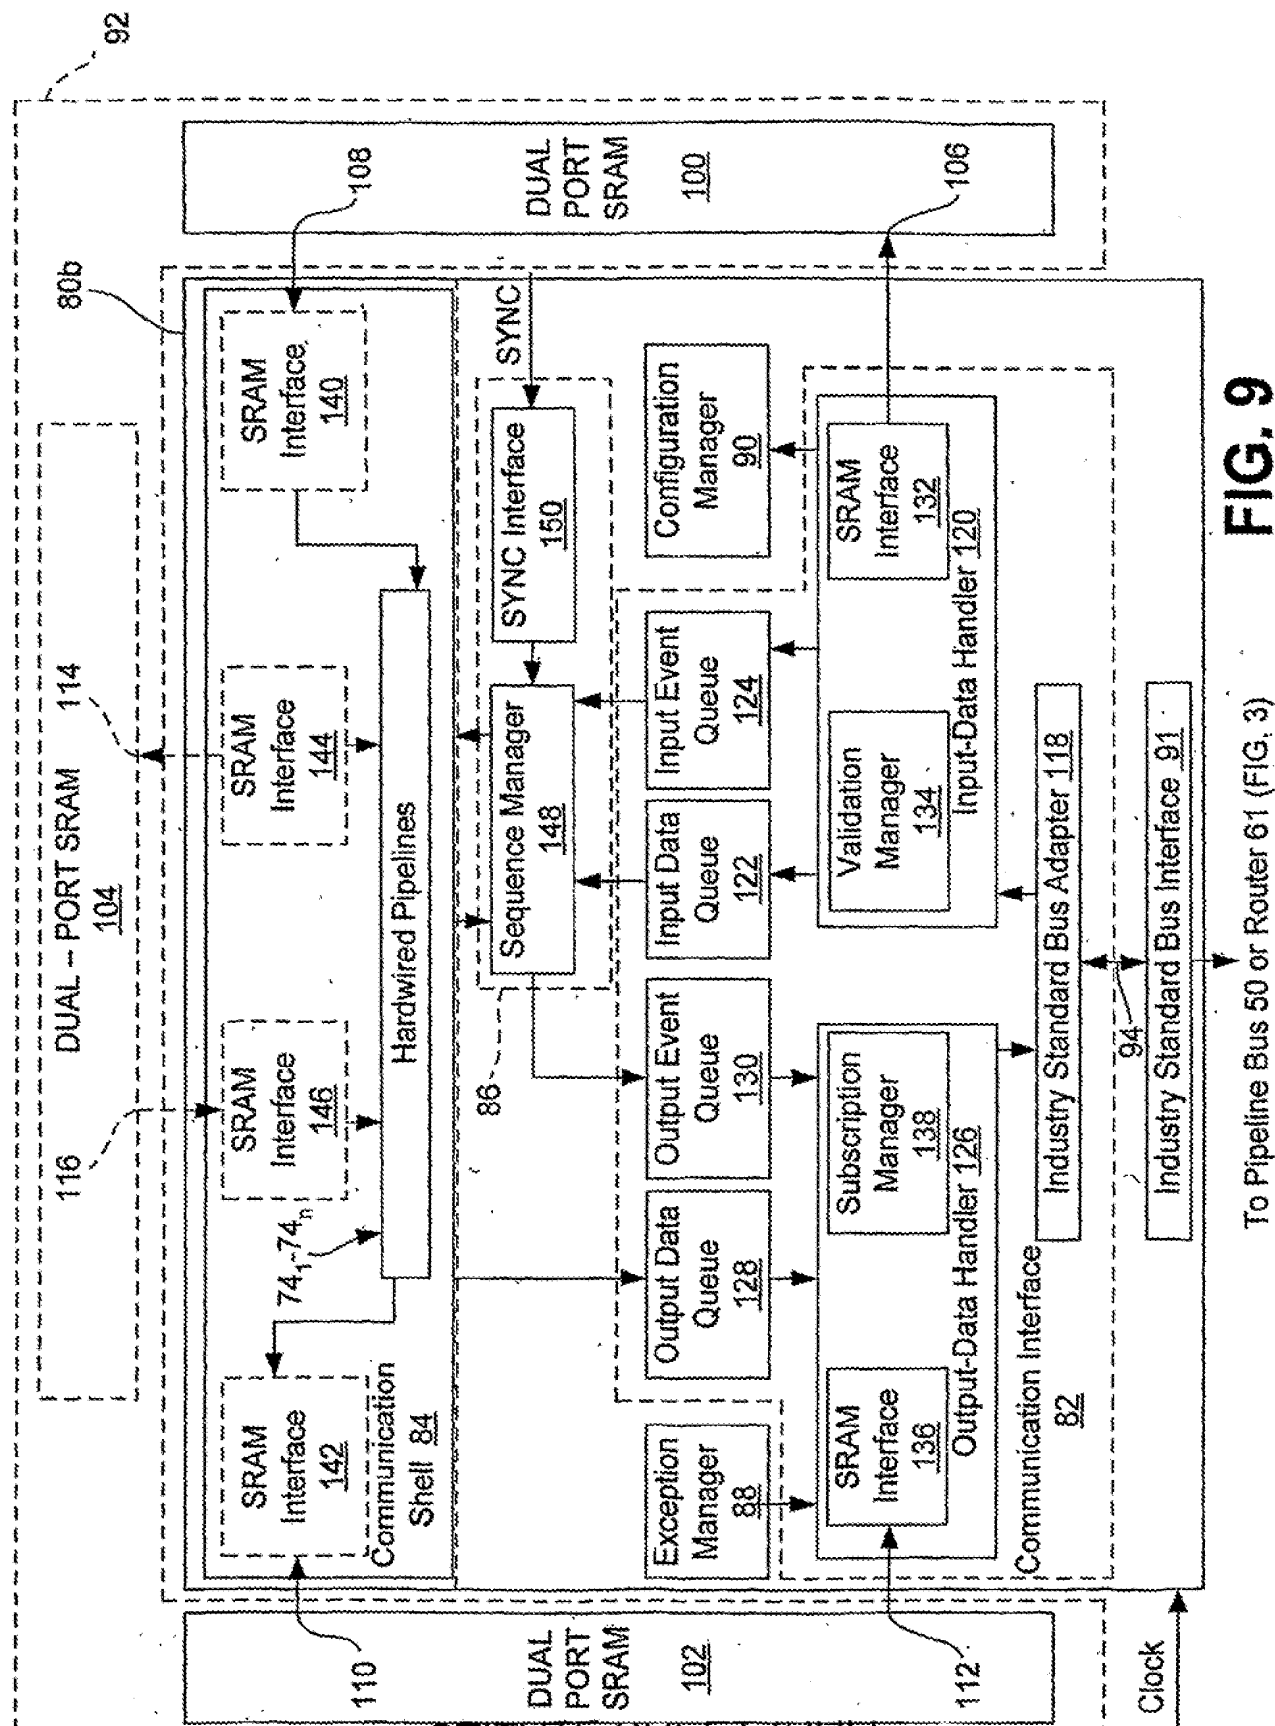 92
DUAL – PORT SRAM
104
116
114
80b
SRAM
Interface
142
SRAM
Interface
146
SRAM
Interface
144
SRAM
Interface
140
108
110
74₁-74ₙ
Hardwired Pipelines
Communication
Shell 84
DUAL
PORT
SRAM
102
DUAL
PORT
SRAM
100
86
Sequence Manager
148
SYNC Interface
150
SYNC
Exception
Manager
88
Output Data
Queue
128
Output Event
Queue
130
Input Data
Queue
122
Input Event
Queue
124
Configuration
Manager
90
SRAM
Interface
136
Subscription
Manager
138
Output-Data Handler 126
Validation
Manager
134
SRAM
Interface
132
Input-Data Handler 120
112
106
Communication Interface
82
Industry Standard Bus Adapter 118
94
Industry Standard Bus Interface 91
Clock
To Pipeline Bus 50 or Router 61 (FIG. 3)
FIG. 9